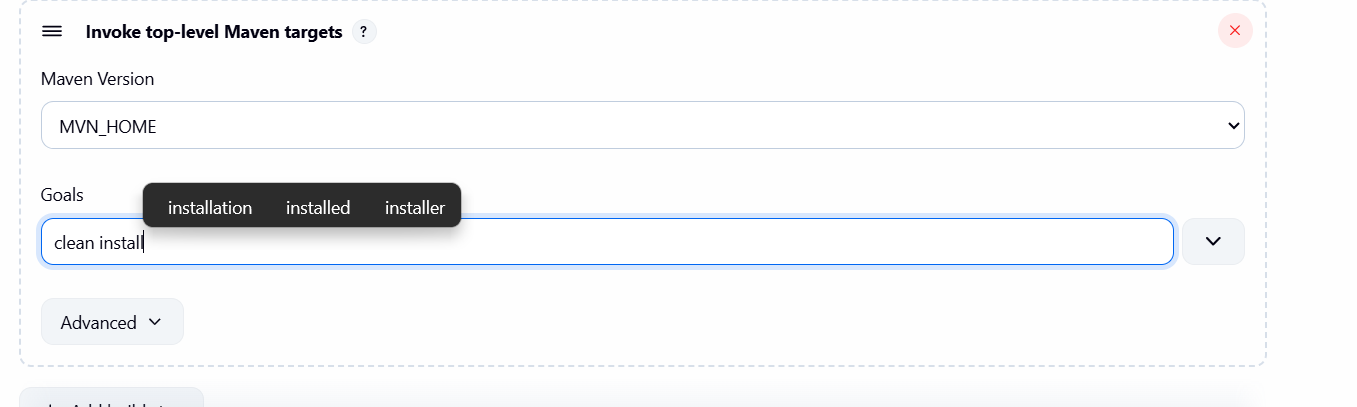 Invoke top-level Maven targets ?
Maven Version
MVN_HOME
Goals
installation installed installer
clean install
Advanced